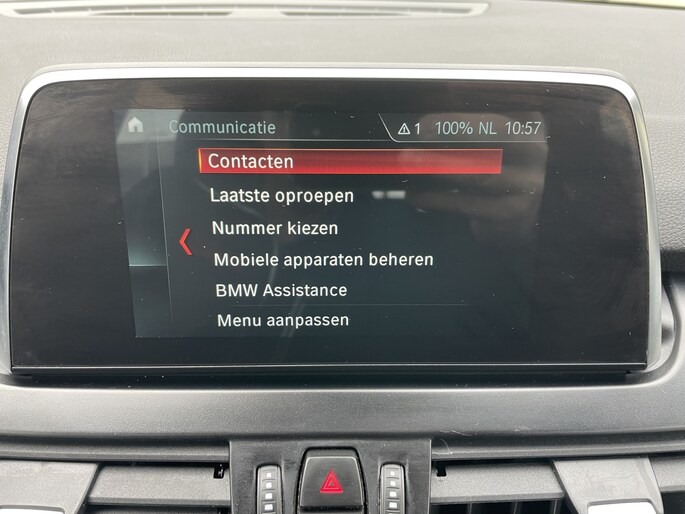 Communicatie
1 100% NL 10:57
Contacten
Laatste oproepen
Nummer kiezen
Mobiele apparaten beheren
BMW Assistance
Menu aanpassen